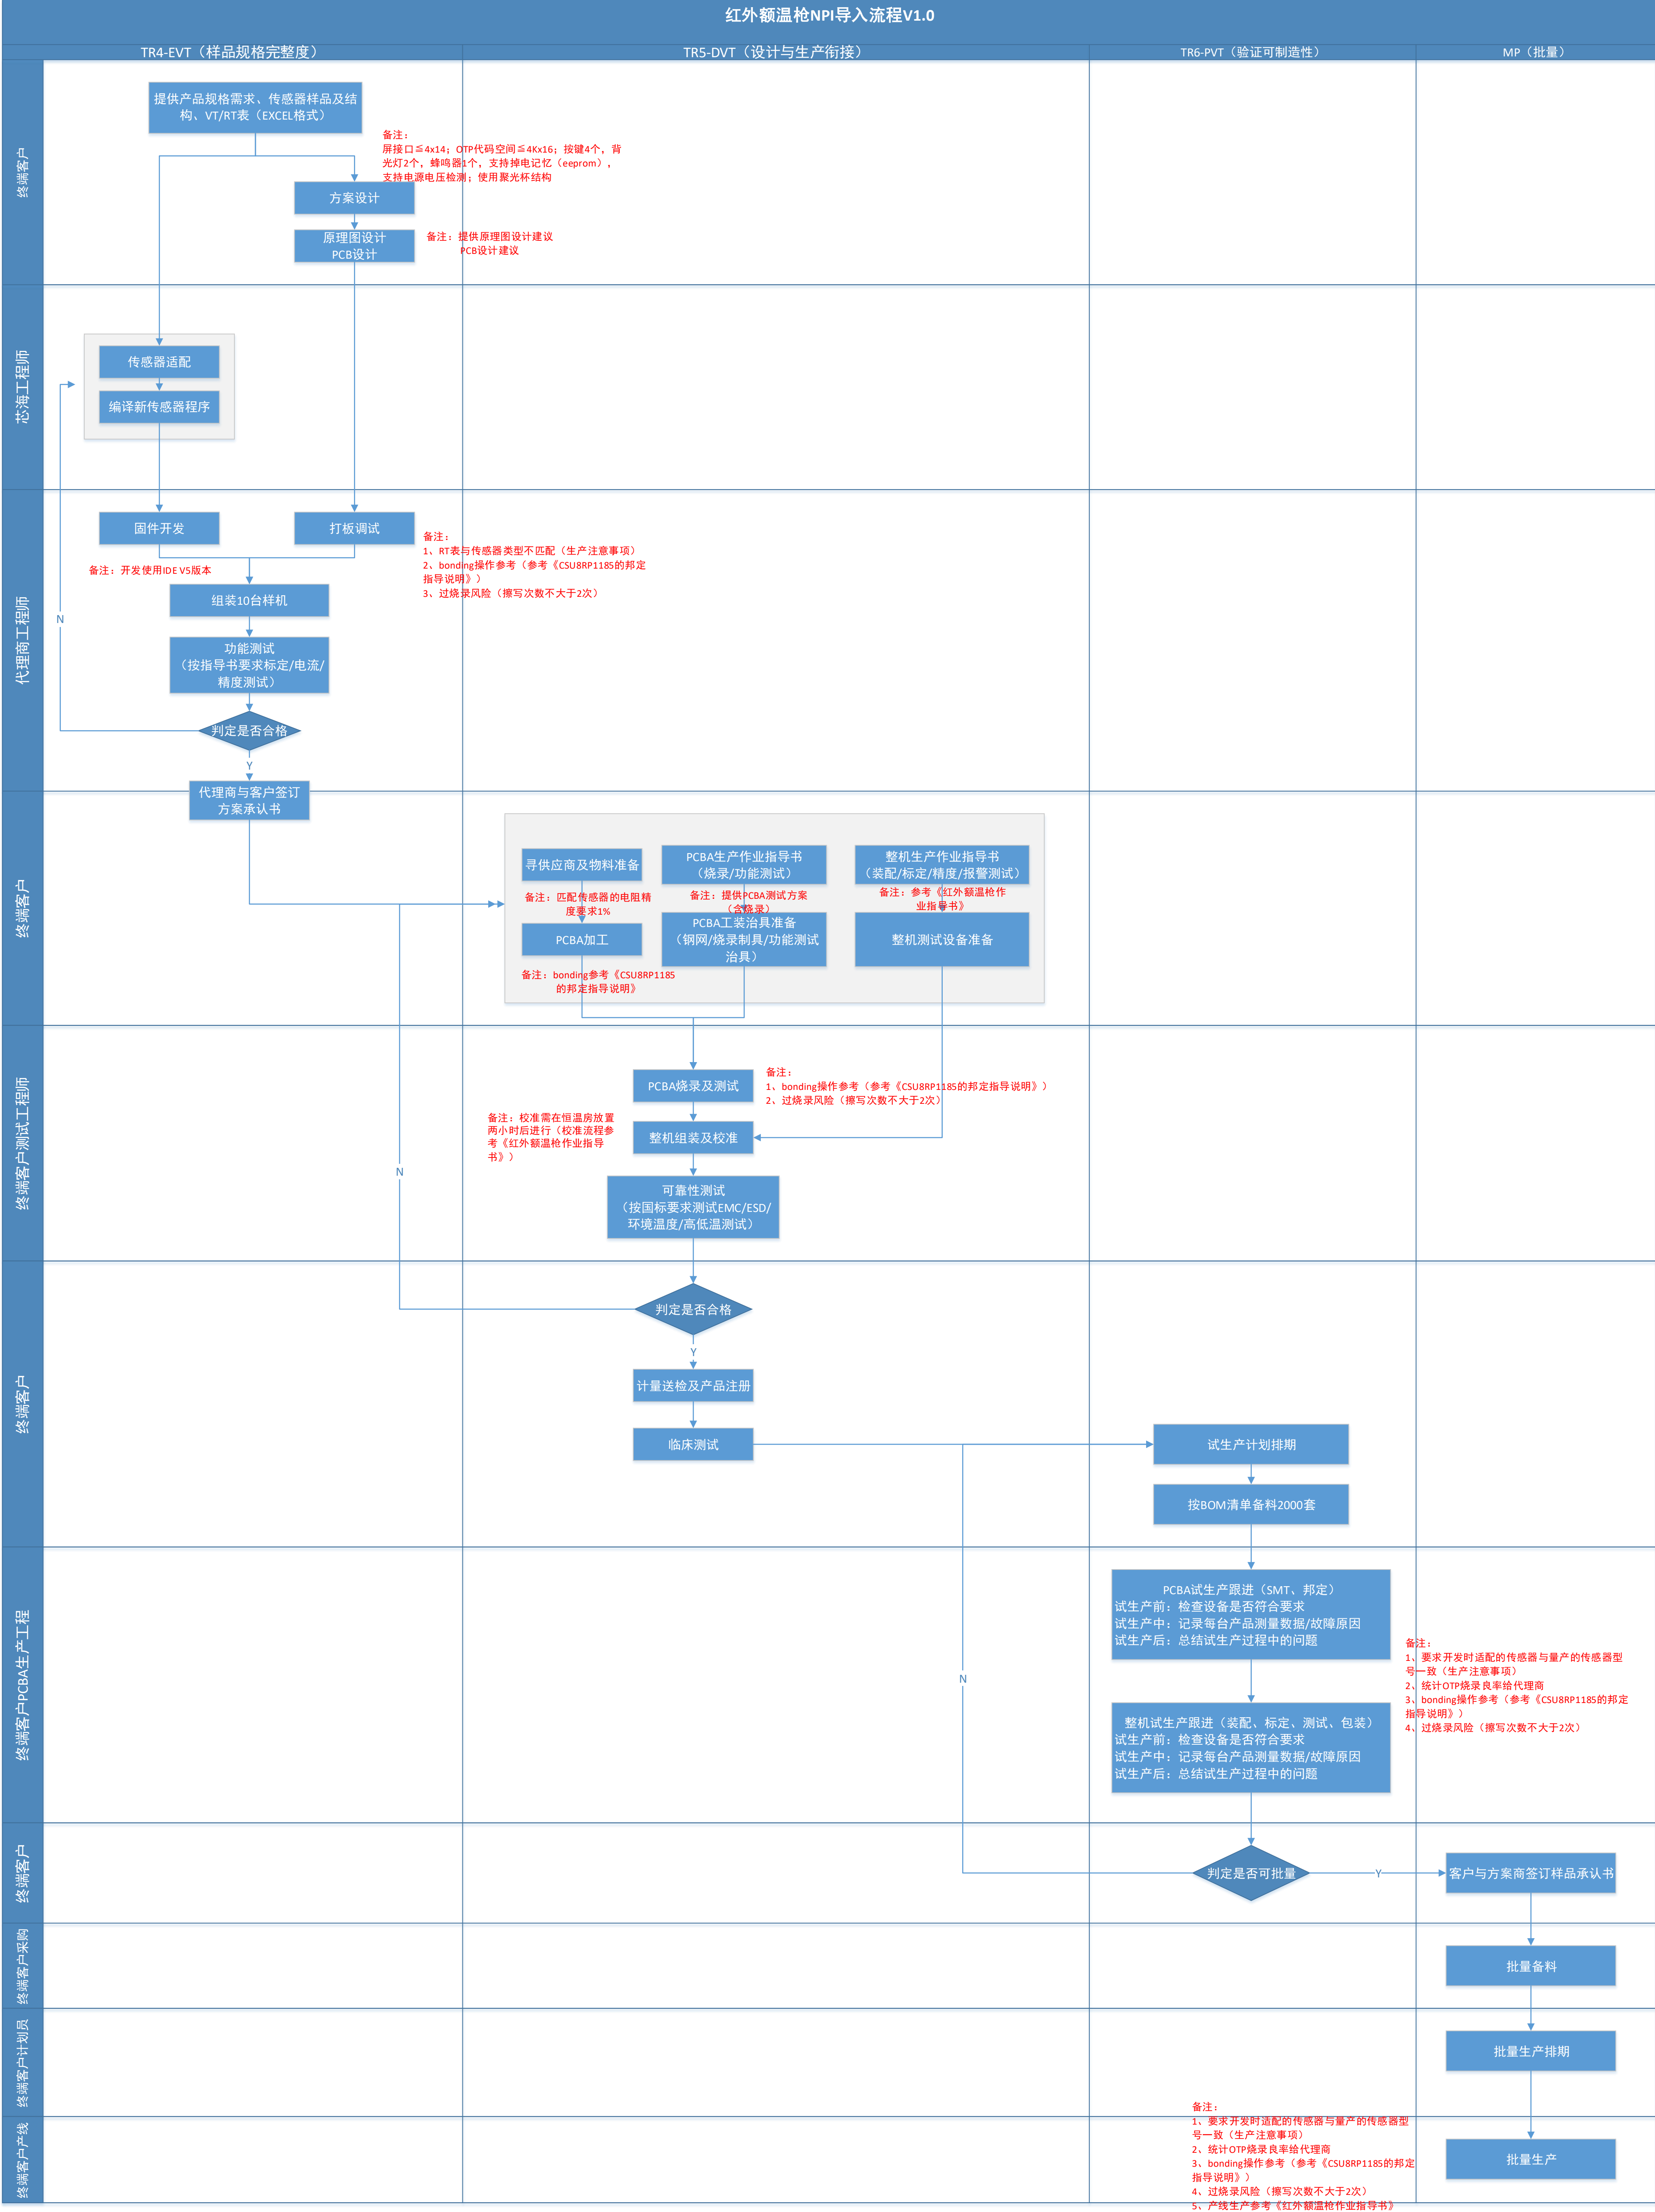 红外额温枪NPI导入流程V1.0
TR4-EVT（样品规格完整度）
TR5-DVT（设计与生产衔接）
TR6-PVT（验证可制造性）
MP（批量）
终端客户
提供产品规格需求、传感器样品及结
构、VT/RT表（EXCEL格式）
备注：
屏接口≦4x14；OTP代码空间≦4Kx16；按键4个，背
光灯2个，蜂鸣器1个，支持掉电记忆（eeprom），
支持电源电压检测；使用聚光杯结构
方案设计
原理图设计
PCB设计
备注：提供原理图设计建议
PCB设计建议
芯海工程师
传感器适配
编译新传感器程序
代理商工程师
固件开发
打板调试
备注：
1、RT表与传感器类型不匹配（生产注意事项）
2、bonding操作参考（参考《CSU8RP1185的邦定
指导说明》）
3、过烧录风险（擦写次数不大于2次）
备注：开发使用IDE V5版本
组装10台样机
N
功能测试
（按指导书要求标定/电流/
精度测试）
判定是否合格
Y
代理商与客户签订
方案承认书
终端客户
寻供应商及物料准备
PCBA生产作业指导书
（烧录/功能测试）
整机生产作业指导书
（装配/标定/精度/报警测试）
备注：匹配传感器的电阻精
度要求1%
备注：提供PCBA测试方案
（含烧录）
备注：参考《红外额温枪作
业指导书》
PCBA加工
PCBA工装治具准备
（钢网/烧录制具/功能测试
治具）
整机测试设备准备
备注：bonding参考《CSU8RP1185
的邦定指导说明》
终端客户测试工程师
PCBA烧录及测试
备注：
1、bonding操作参考（参考《CSU8RP1185的邦定指导说明》）
2、过烧录风险（擦写次数不大于2次）
备注：校准需在恒温房放置
两小时后进行（校准流程参
考《红外额温枪作业指导
书》）
整机组装及校准
N
可靠性测试
（按国标要求测试EMC/ESD/
环境温度/高低温测试）
终端客户
判定是否合格
Y
计量送检及产品注册
临床测试
试生产计划排期
按BOM清单备料2000套
终端客户PCBA生产工程
PCBA试生产跟进（SMT、邦定）
试生产前：检查设备是否符合要求
试生产中：记录每台产品测量数据/故障原因
试生产后：总结试生产过程中的问题
备注：
1、要求开发时适配的传感器与量产的传感器型
号一致（生产注意事项）
2、统计OTP烧录良率给代理商
3、bonding操作参考（参考《CSU8RP1185的邦定
指导说明》）
4、过烧录风险（擦写次数不大于2次）
N
整机试生产跟进（装配、标定、测试、包装）
试生产前：检查设备是否符合要求
试生产中：记录每台产品测量数据/故障原因
试生产后：总结试生产过程中的问题
终端客户
判定是否可批量
Y
客户与方案商签订样品承认书
终端客户采购
批量备料
终端客户计划员
批量生产排期
终端客户产线
备注：
1、要求开发时适配的传感器与量产的传感器型
号一致（生产注意事项）
2、统计OTP烧录良率给代理商
3、bonding操作参考（参考《CSU8RP1185的邦定
指导说明》）
4、过烧录风险（擦写次数不大于2次）
5、产线生产参考《红外额温枪作业指导书》
批量生产